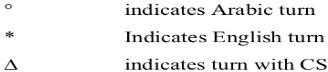 ° indicates Arabic turn
* Indicates English turn
Δ indicates turn with CS